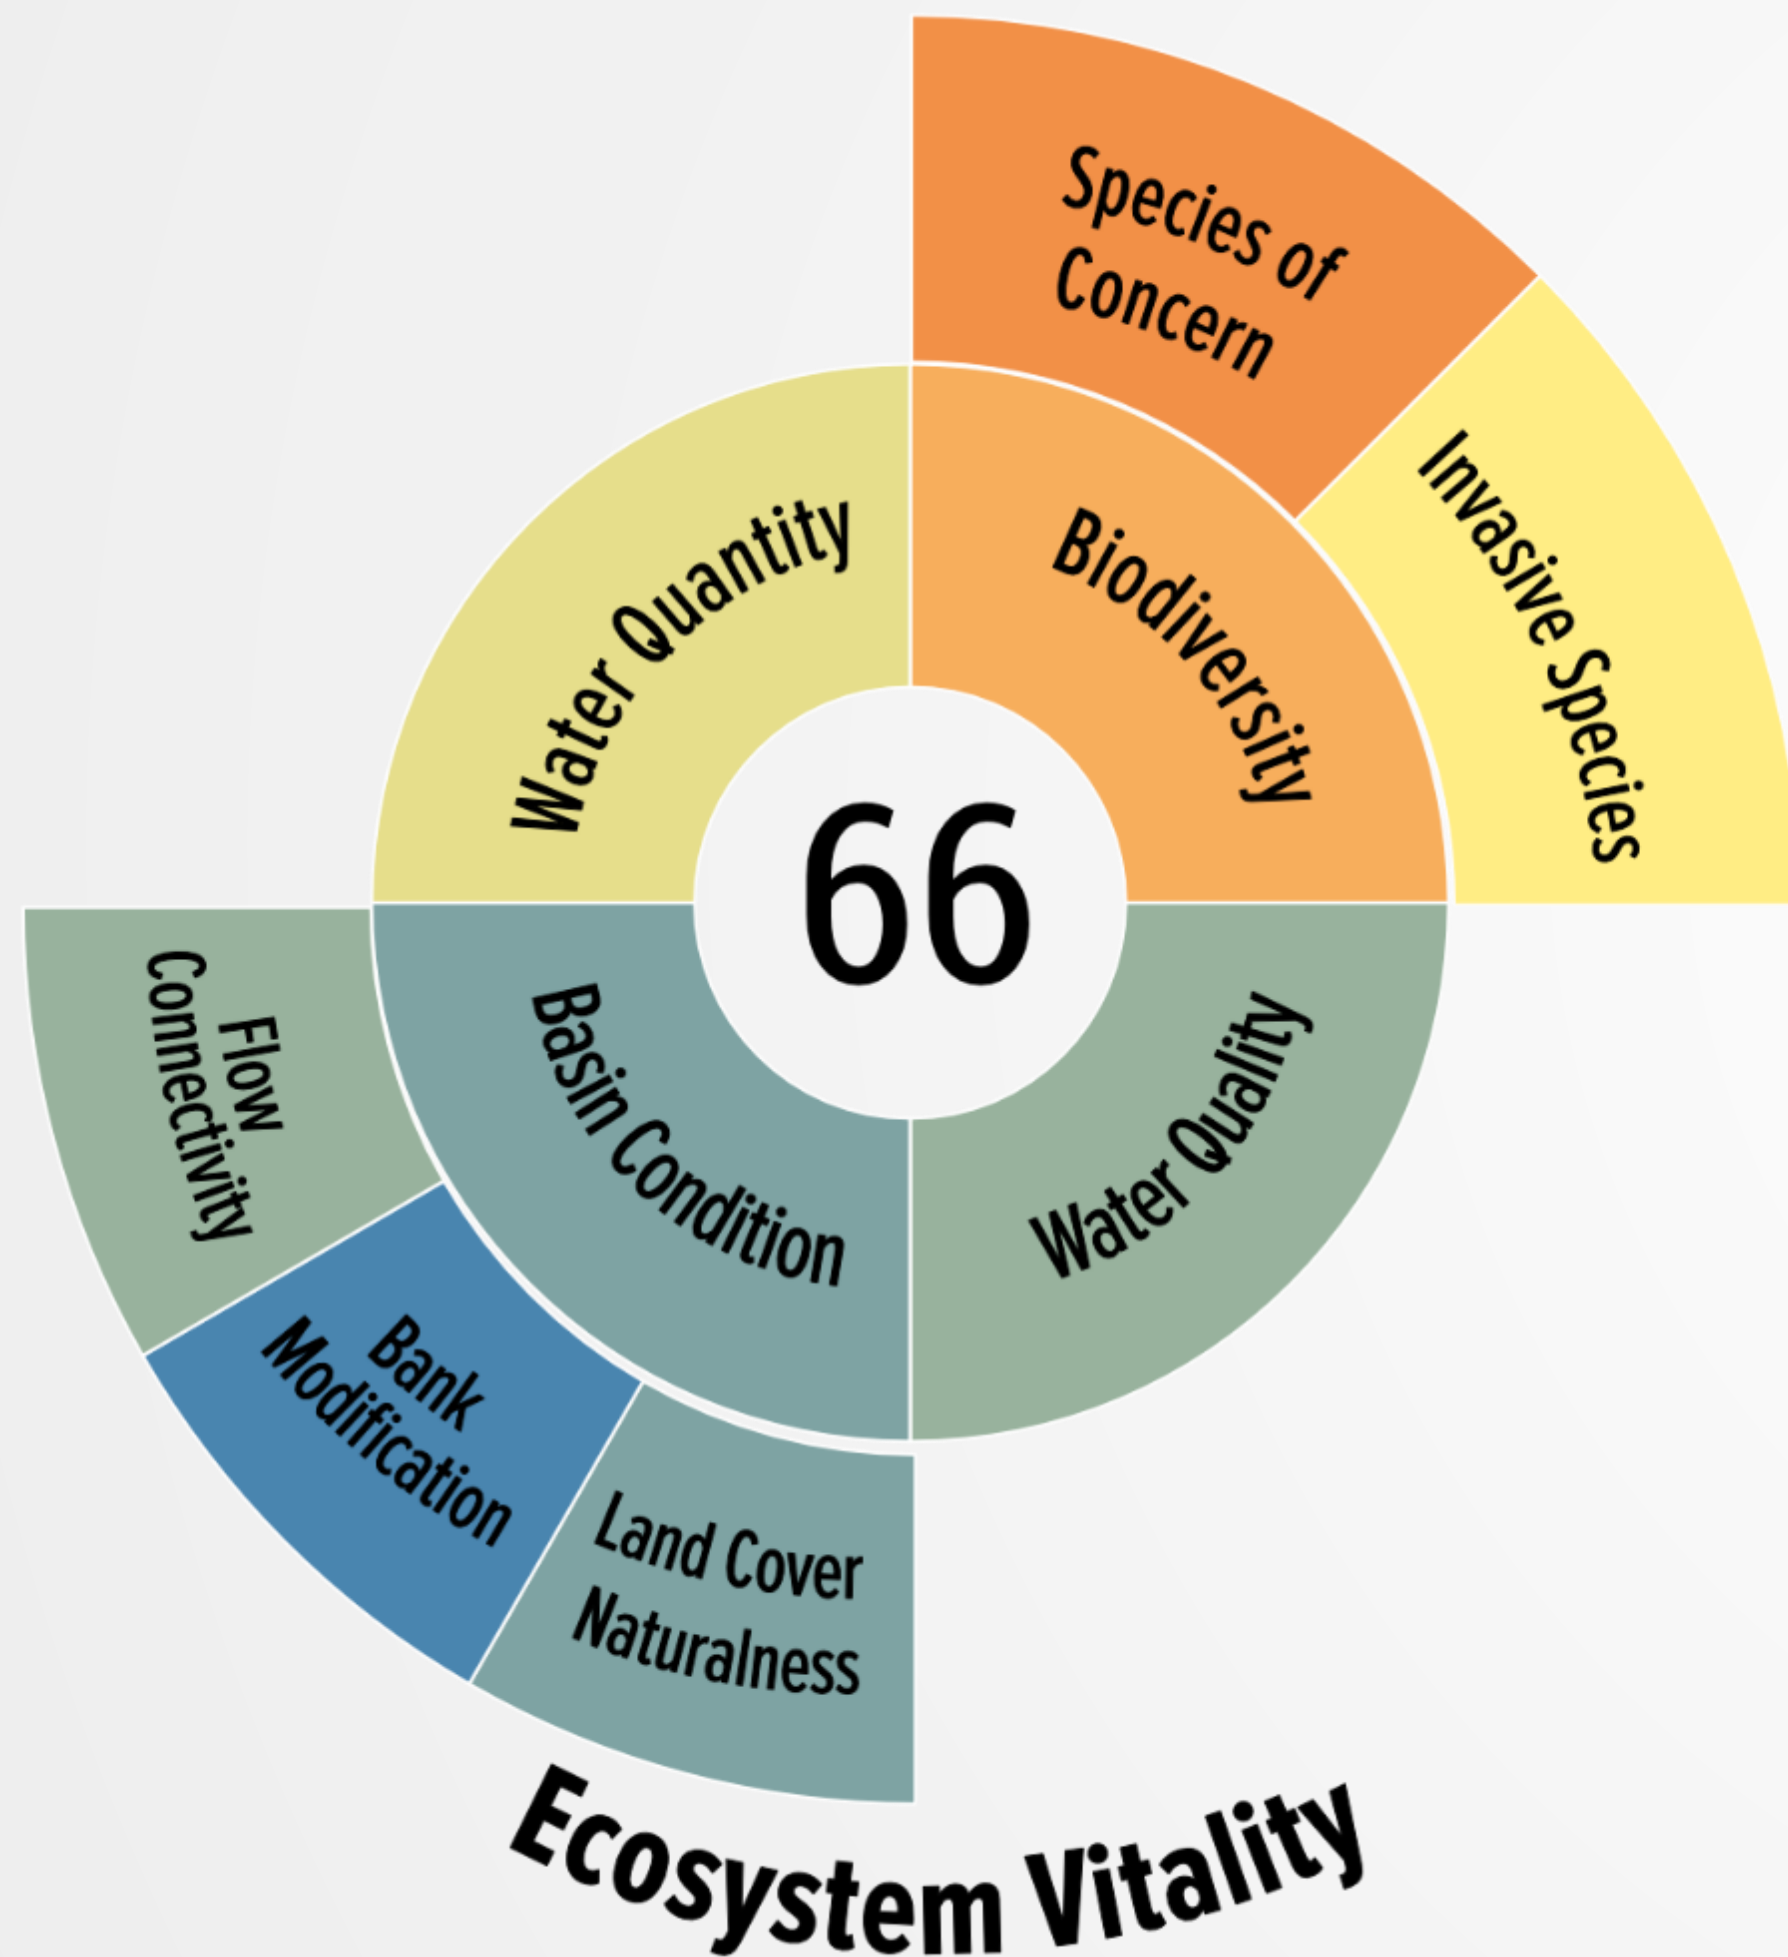 Species of
Concern
Invasive Species
Water Quantity
Biodiversity
66
Flow
Connectivity
Basin Condition
Water Quality
Bank
Modification
Land Cover
Naturalness
Ecosystem Vitality